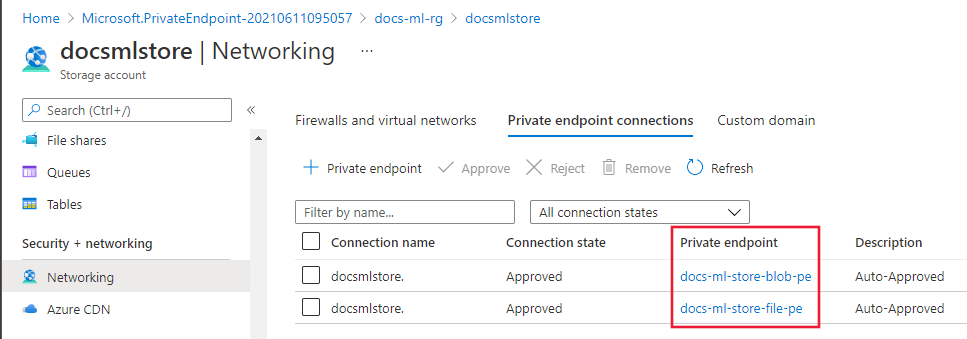 Home > Microsoft.PrivateEndpoint-20210611095057 > docs-ml-rg > docsmlstore
docsmlstore | Networking ...
Storage account
Search (Ctrl+/) «
File shares
Queues
Tables
Security + networking
Networking
Azure CDN
Firewalls and virtual networks Private endpoint connections Custom domain
+ Private endpoint Approve Reject Remove Refresh
Filter by name... All connection states
Connection name Connection state Private endpoint Description
docsmlstore. Approved docs-ml-store-blob-pe Auto-Approved
docsmlstore. Approved docs-ml-store-file-pe Auto-Approved